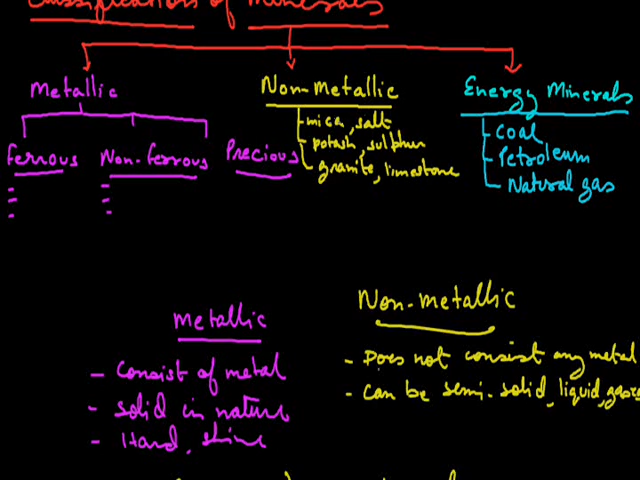 Classification of Minerals
Metallic
Non-Metallic
Energy Minerals
Ferrous
Non-ferrous
Precious
- mica, salt
- potash, sulphur
- granite, limestone
- Coal
- Petroleum
- Natural gas
Metallic
- Consist of metal
- Solid in nature
- Hard, shine
Non-metallic
- Does not consist any metal
- Can be semi-solid, liquid, gases